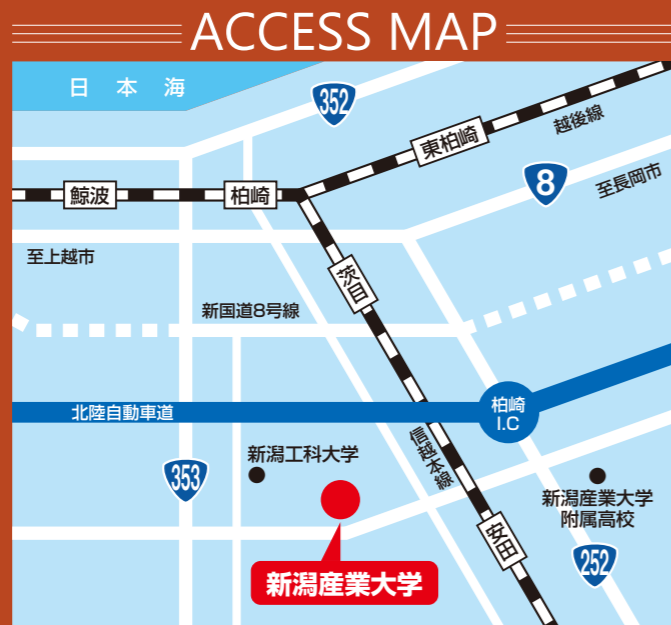 ACCESS MAP
日本海
352
東柏崎
越後線
8
至長岡市
鯨波
柏崎
至上越市
茨目
新国道8号線
北陸自動車道
柏崎
I.C
信越本線
353
新潟工科大学
新潟産業大学
附属高校
安田
252
新潟産業大学